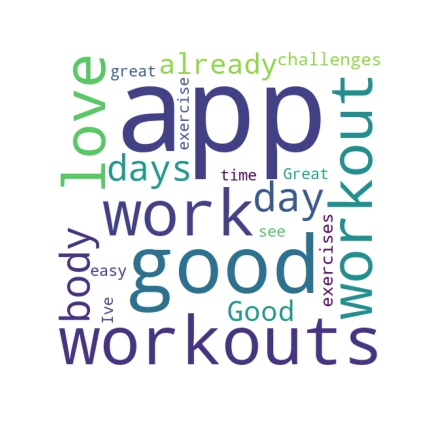 love
great
already
challenges
exercise
app
days
time
Great
workout
work
day
body
easy
Ive
good
see
exercises
Good
workouts